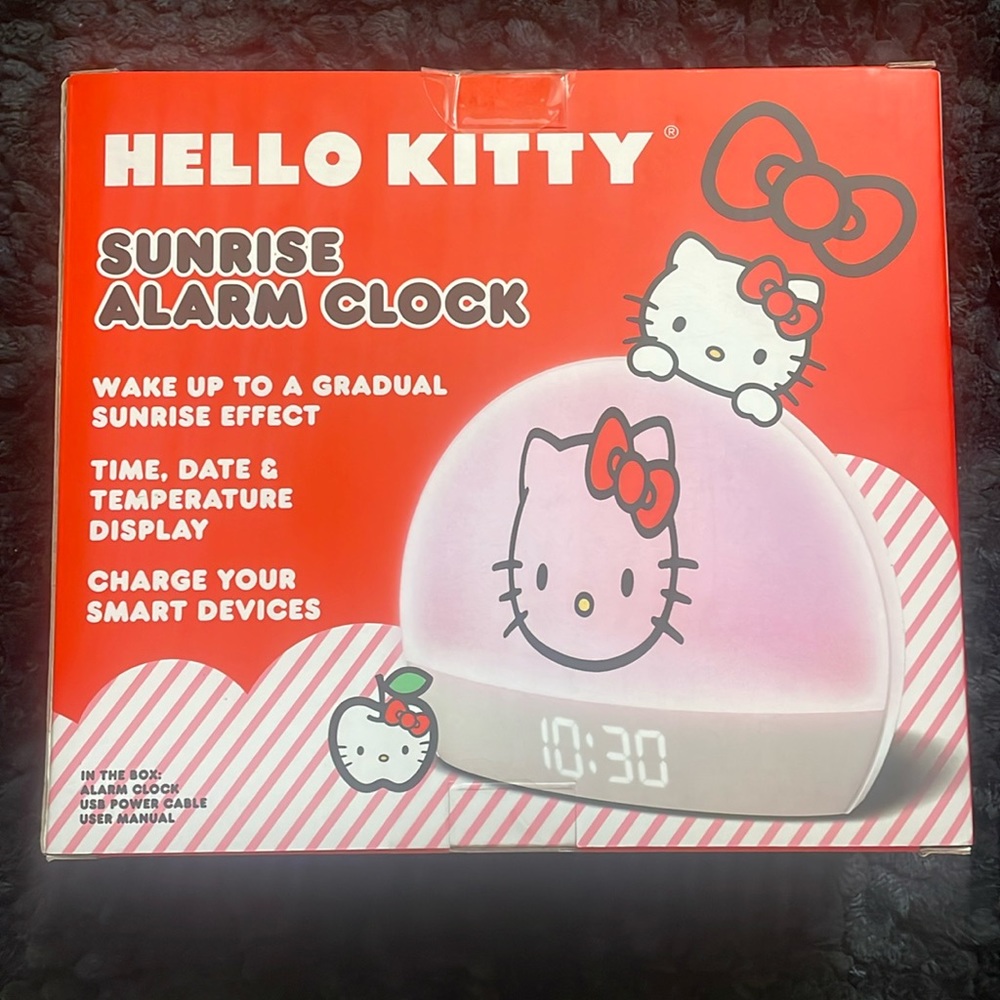 HELLO KITTY®
SUNRISE
ALARM CLOCK
WAKE UP TO A GRADUAL
SUNRISE EFFECT
TIME, DATE &
TEMPERATURE
DISPLAY
CHARGE YOUR
SMART DEVICES
10:30
IN THE BOX:
ALARM CLOCK
USB POWER CABLE
USER MANUAL